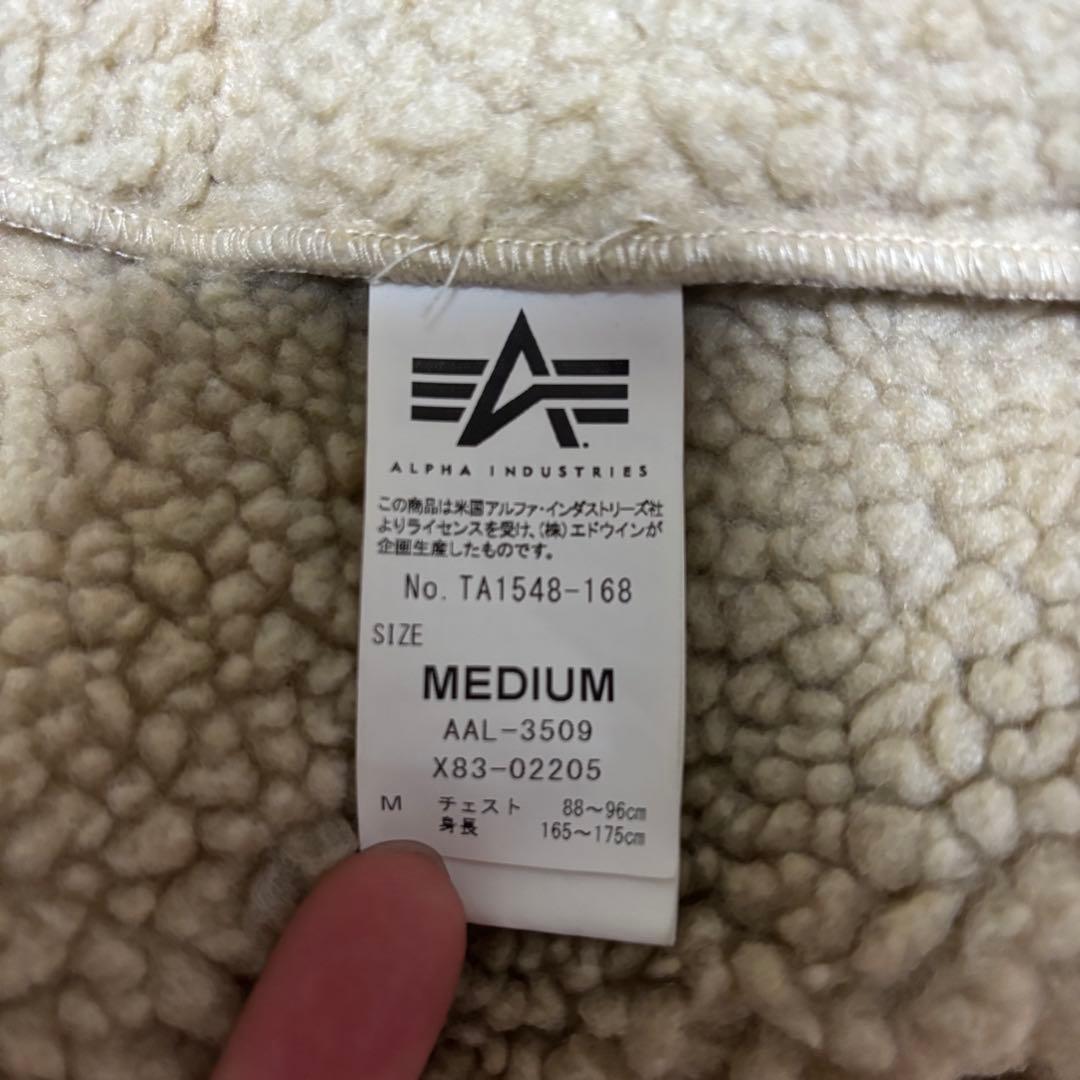 ALPHA INDUSTRIES
この商品は米国アルファ・インダストリーズ社
よりライセンスを受け、(株)エドウインが
企画生産したものです。
No. TA1548-168
SIZE
MEDIUM
AAL-3509
X83-02205
M チェスト 88〜96cm
身長 165〜175cm